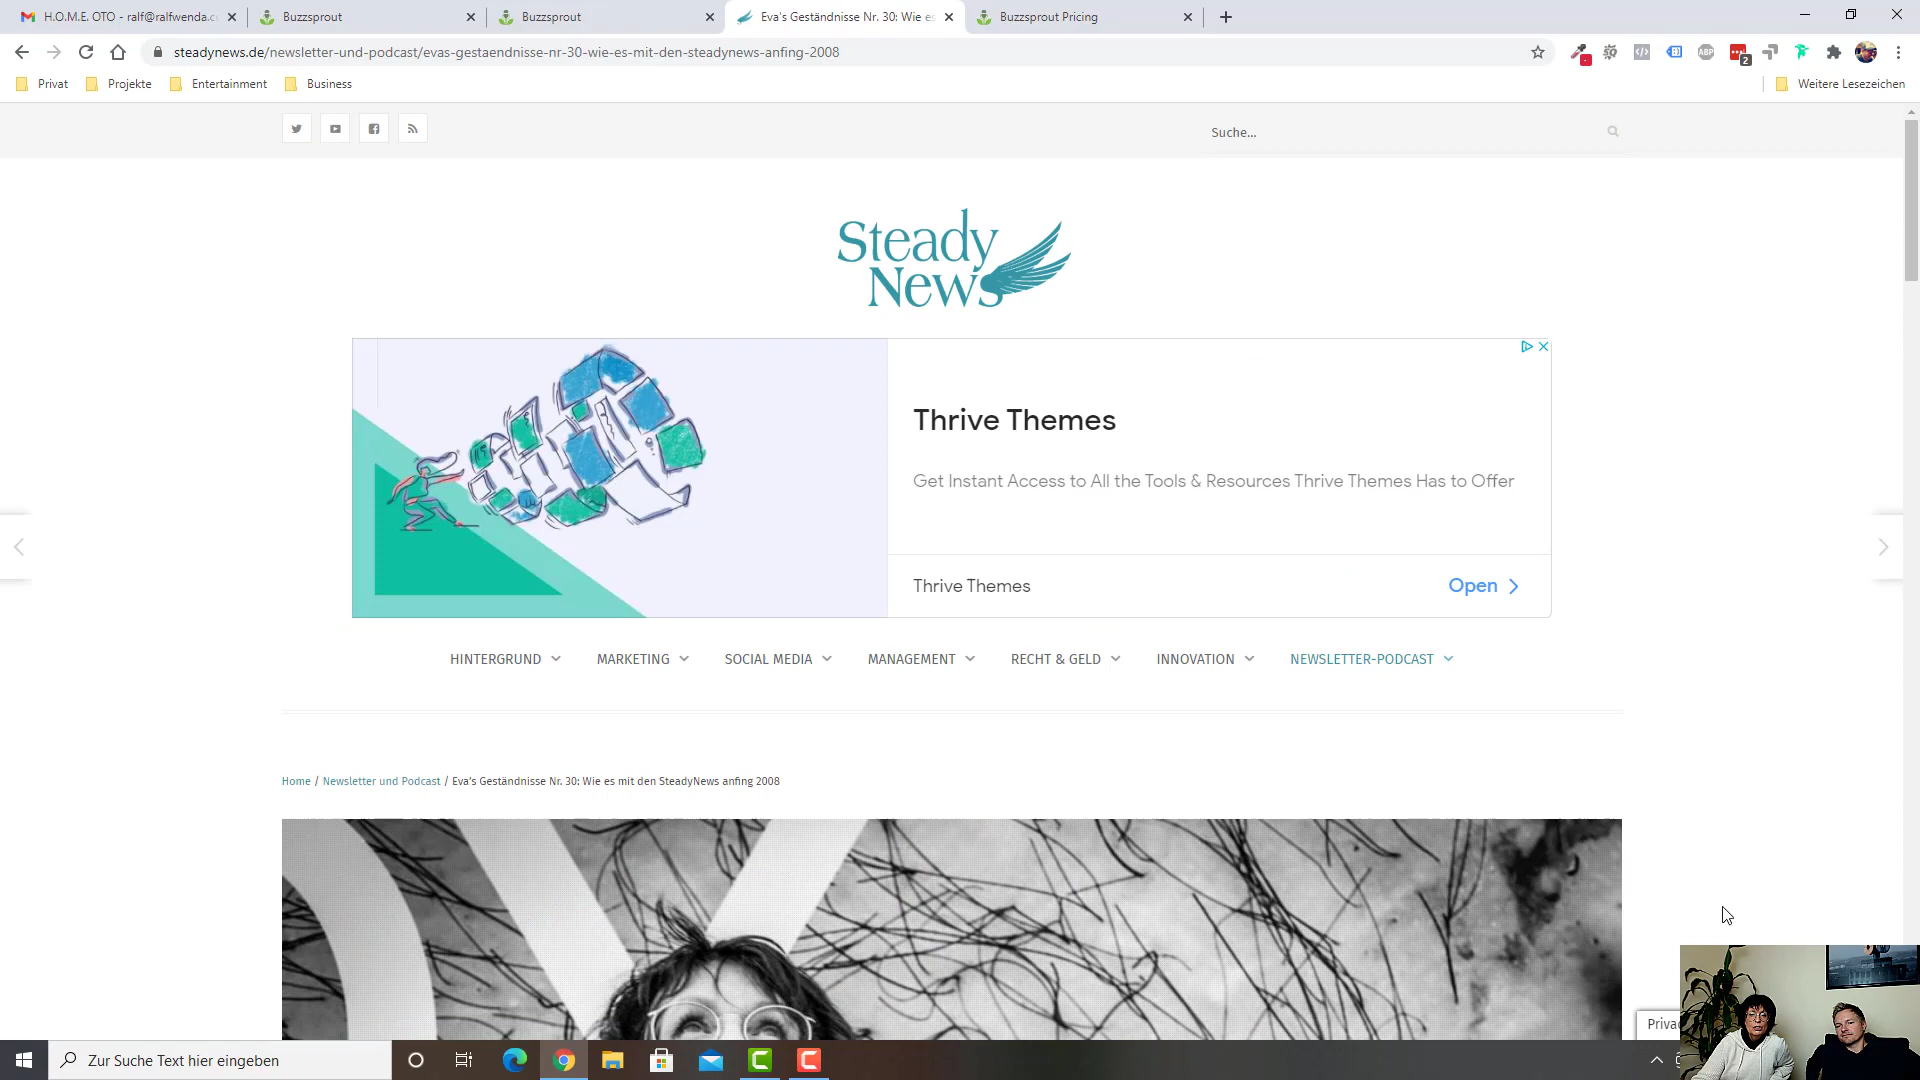 H.O.M.E. OTO - ralf@ralfwenda.c
Buzzsprout
Buzzsprout
Eva's Geständnisse Nr. 30: Wie es
Buzzsprout Pricing
steadynews.de/newsletter-und-podcast/evas-gestaendnisse-nr-30-wie-es-mit-den-steadynews-anfing-2008
ABP
2
Privat
Projekte
Entertainment
Business
Weitere Lesezeichen
Suche...
Steady
News
Thrive Themes
Get Instant Access to All the Tools & Resources Thrive Themes Has to Offer
Thrive Themes
Open
HINTERGRUND
MARKETING
SOCIAL MEDIA
MANAGEMENT
RECHT & GELD
INNOVATION
NEWSLETTER-PODCAST
Home / Newsletter und Podcast / Eva's Geständnisse Nr. 30: Wie es mit den SteadyNews anfing 2008
Priva
Zur Suche Text hier eingeben